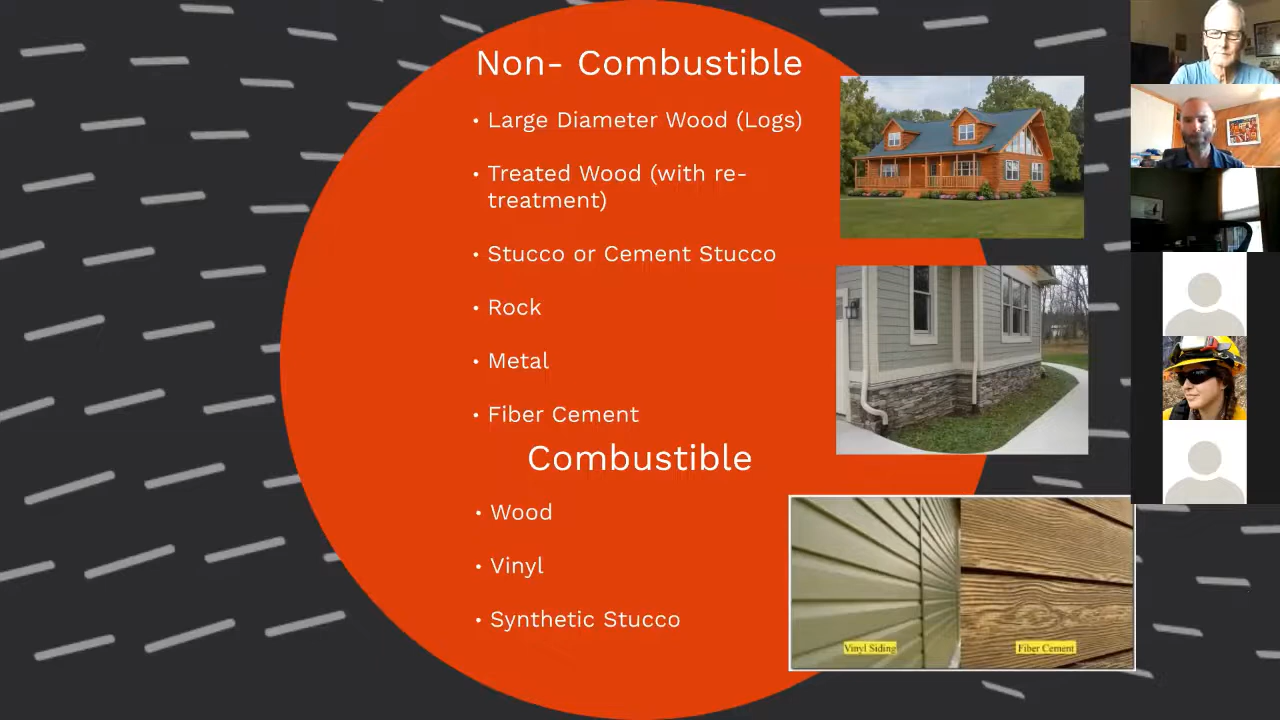 Non- Combustible
• Large Diameter Wood (Logs)
• Treated Wood (with re-
treatment)
• Stucco or Cement Stucco
• Rock
• Metal
• Fiber Cement
Combustible
• Wood
• Vinyl
• Synthetic Stucco
Vinyl Siding
Fiber Cement